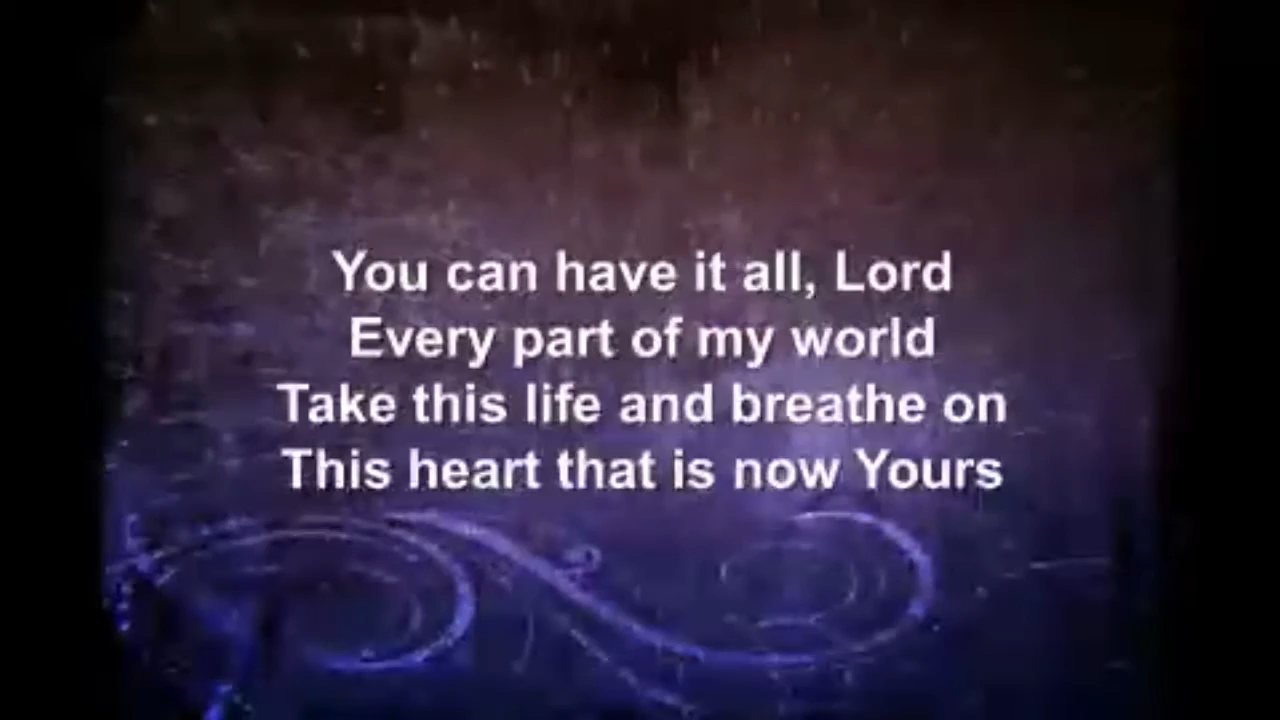 You can have it all, Lord
Every part of my world
Take this life and breathe on
This heart that is now Yours